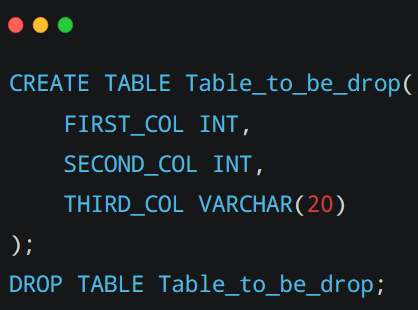 CREATE TABLE Table_to_be_drop(
    FIRST_COL INT,
    SECOND_COL INT,
    THIRD_COL VARCHAR(20)
);
DROP TABLE Table_to_be_drop;